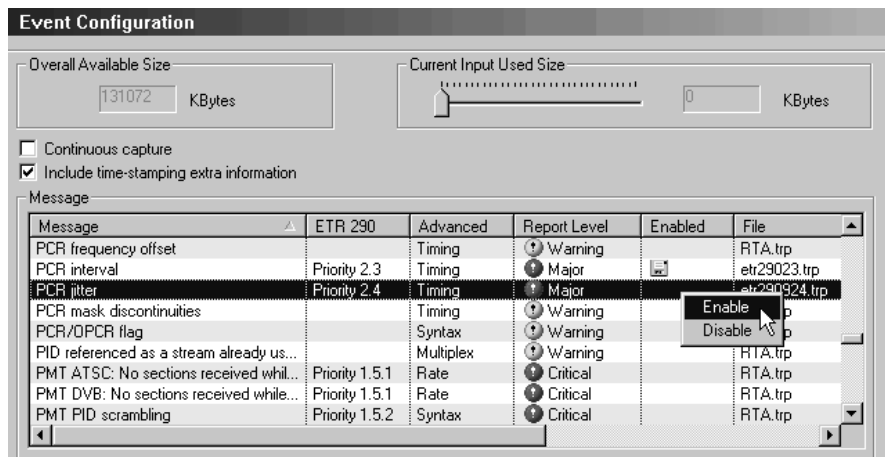 Event Configuration
Overall Available Size
131072 KBytes
Current Input Used Size
0 KBytes
Continuous capture
Include time-stamping extra information
Message
Message ETR 290 Advanced Report Level Enabled File
PCR frequency offset Timing Warning RTA.trp
PCR interval Priority 2.3 Timing Major etr29023.trp
PCR jitter Priority 2.4 Timing Major etr290924.trp
PCR mask discontinuities Timing Warning p
Enable
PCR/OPCR flag Syntax Warning p
Disable
PID referenced as a stream already us... Multiplex Warning RTA.trp
PMT ATSC: No sections received whil... Priority 1.5.1 Rate Critical RTA.trp
PMT DVB: No sections received while... Priority 1.5.1 Rate Critical RTA.trp
PMT PID scrambling Priority 1.5.2 Syntax Critical RTA.trp